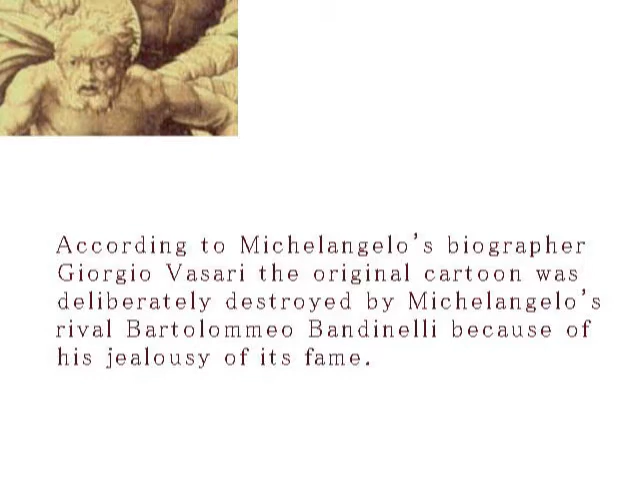 According to Michelangelo's biographer
Giorgio Vasari the original cartoon was
deliberately destroyed by Michelangelo's
rival Bartolommeo Bandinelli because of
his jealousy of its fame.